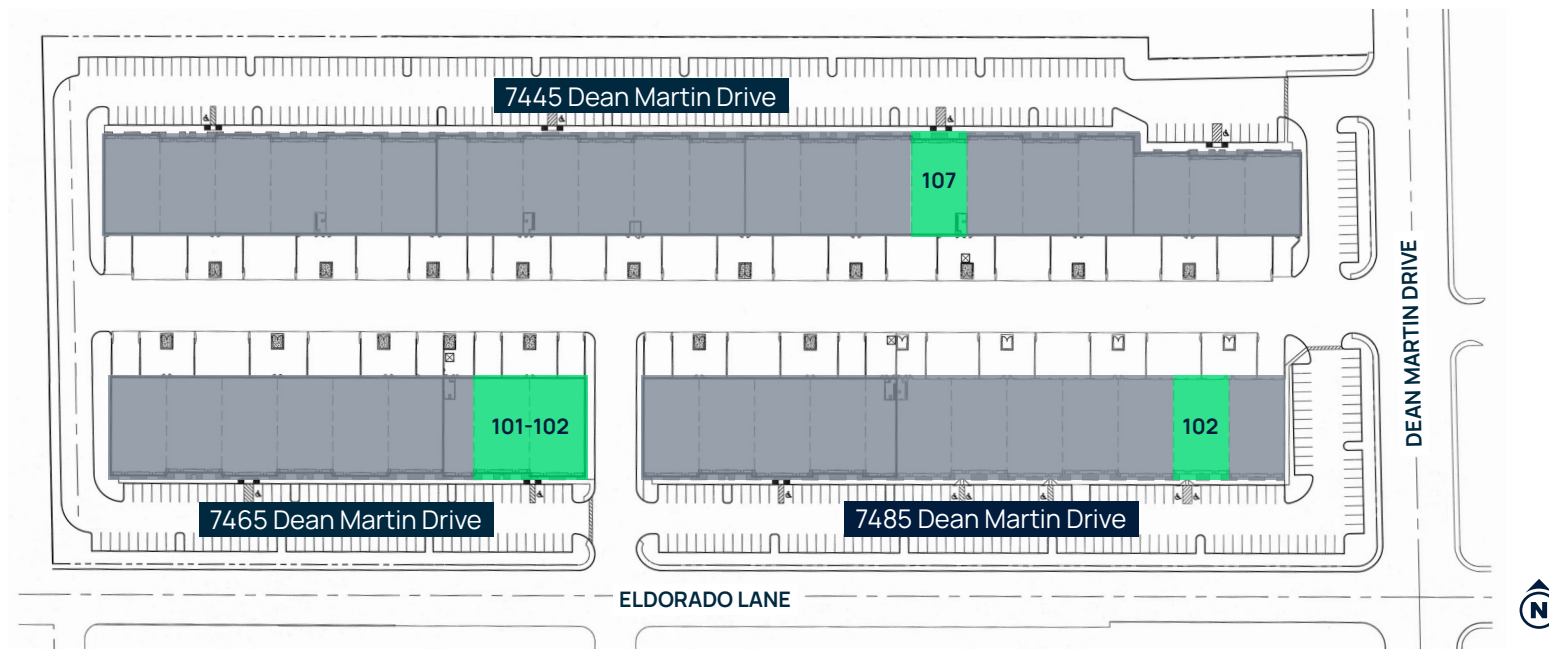 7445 Dean Martin Drive
107
DEAN MARTIN DRIVE
101-102
102
7465 Dean Martin Drive
7485 Dean Martin Drive
ELDORADO LANE
N